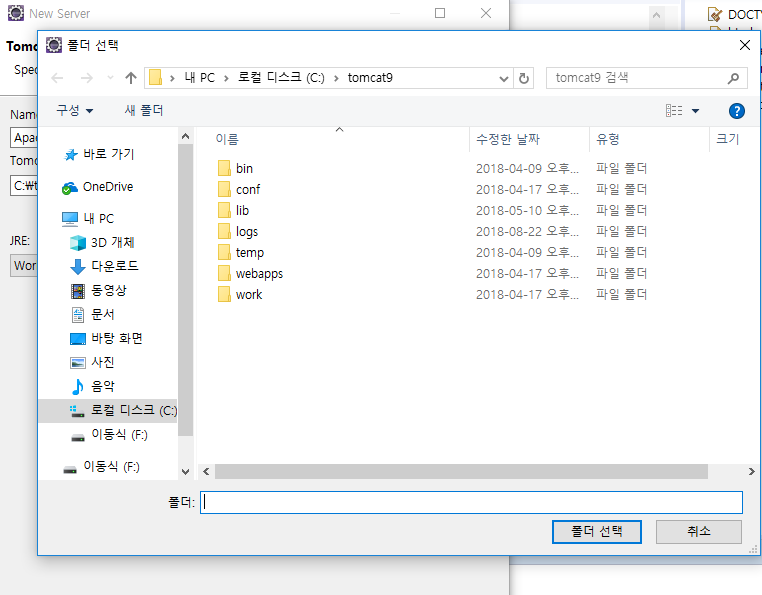 New Server
DOCTY
폴더 선택
Tomc
Spec
내 PC > 로컬 디스크 (C:) > tomcat9
tomcat9 검색
구성
새 폴더
Name
Apac
Tomc
C:₩t
JRE:
Wor
바로 가기
OneDrive
내 PC
3D 개체
다운로드
동영상
문서
바탕 화면
사진
음악
로컬 디스크 (C:)
이동식 (F:)
이동식 (F:)
이름 수정한 날짜 유형 크기
bin 2018-04-09 오후... 파일 폴더
conf 2018-04-17 오후... 파일 폴더
lib 2018-05-10 오후... 파일 폴더
logs 2018-08-22 오후... 파일 폴더
temp 2018-04-09 오후... 파일 폴더
webapps 2018-04-17 오후... 파일 폴더
work 2018-04-17 오후... 파일 폴더
폴더:
폴더 선택
취소